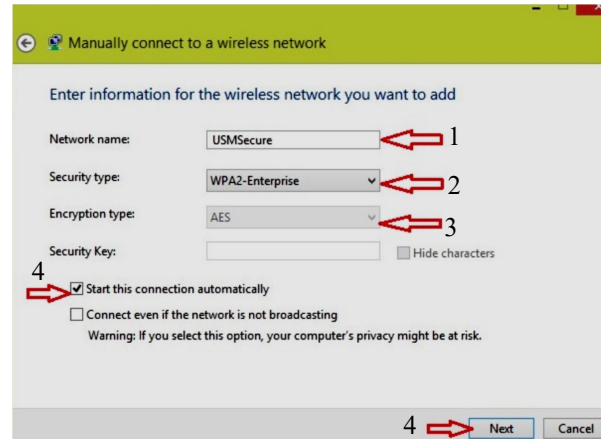 Manually connect to a wireless network
Enter information for the wireless network you want to add
Network name: USMSecure 1
Security type: WPA2-Enterprise 2
Encryption type: AES 3
Security Key: Hide characters
4
Start this connection automatically
Connect even if the network is not broadcasting
Warning: If you select this option, your computer's privacy might be at risk.
4 Next Cancel